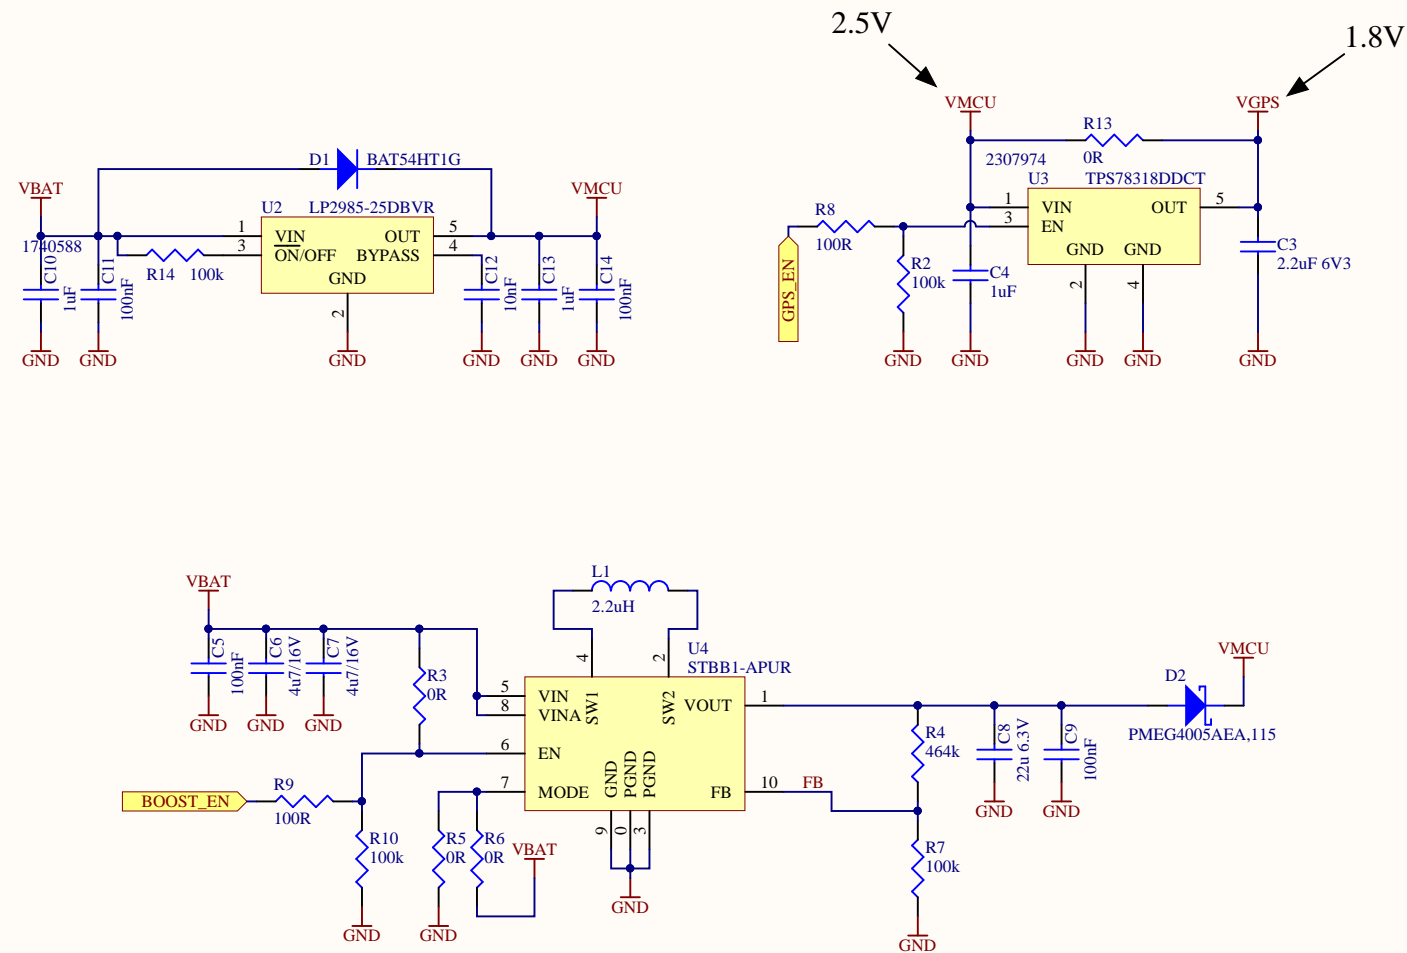 2.5V
1.8V
VMCU
VGPS
R13
0R
2307974
U3
TPS78318DDCT
1
VIN
OUT
5
3
EN
GND
GND
2
4
R8
100R
R2
100k
C4
1uF
C3
2.2uF 6V3
GPS_EN
GND
GND
GND
GND
GND
D1
BAT54HT1G
VBAT
VMCU
U2
LP2985-25DBVR
1740588
1
VIN
OUT
5
3
ON/OFF
BYPASS
4
GND
2
R14
100k
C10
1uF
C11
100nF
C12
10nF
C13
1uF
C14
100nF
GND
GND
GND
GND
GND
GND
VBAT
L1
2.2uH
U4
STBB1-APUR
4
2
C5
100nF
C6
4u7/16V
C7
4u7/16V
R3
0R
GND
GND
GND
5
VIN
8
VINA
SW1
SW2
VOUT
1
6
EN
7
MODE
GND
PGND
PGND
FB
10
FB
9
0
3
BOOST_EN
R9
100R
R10
100k
R5
0R
R6
0R
VBAT
GND
GND
GND
R4
464k
R7
100k
C8
22u 6.3V
C9
100nF
GND
GND
GND
D2
PMEG4005AEA,115
VMCU